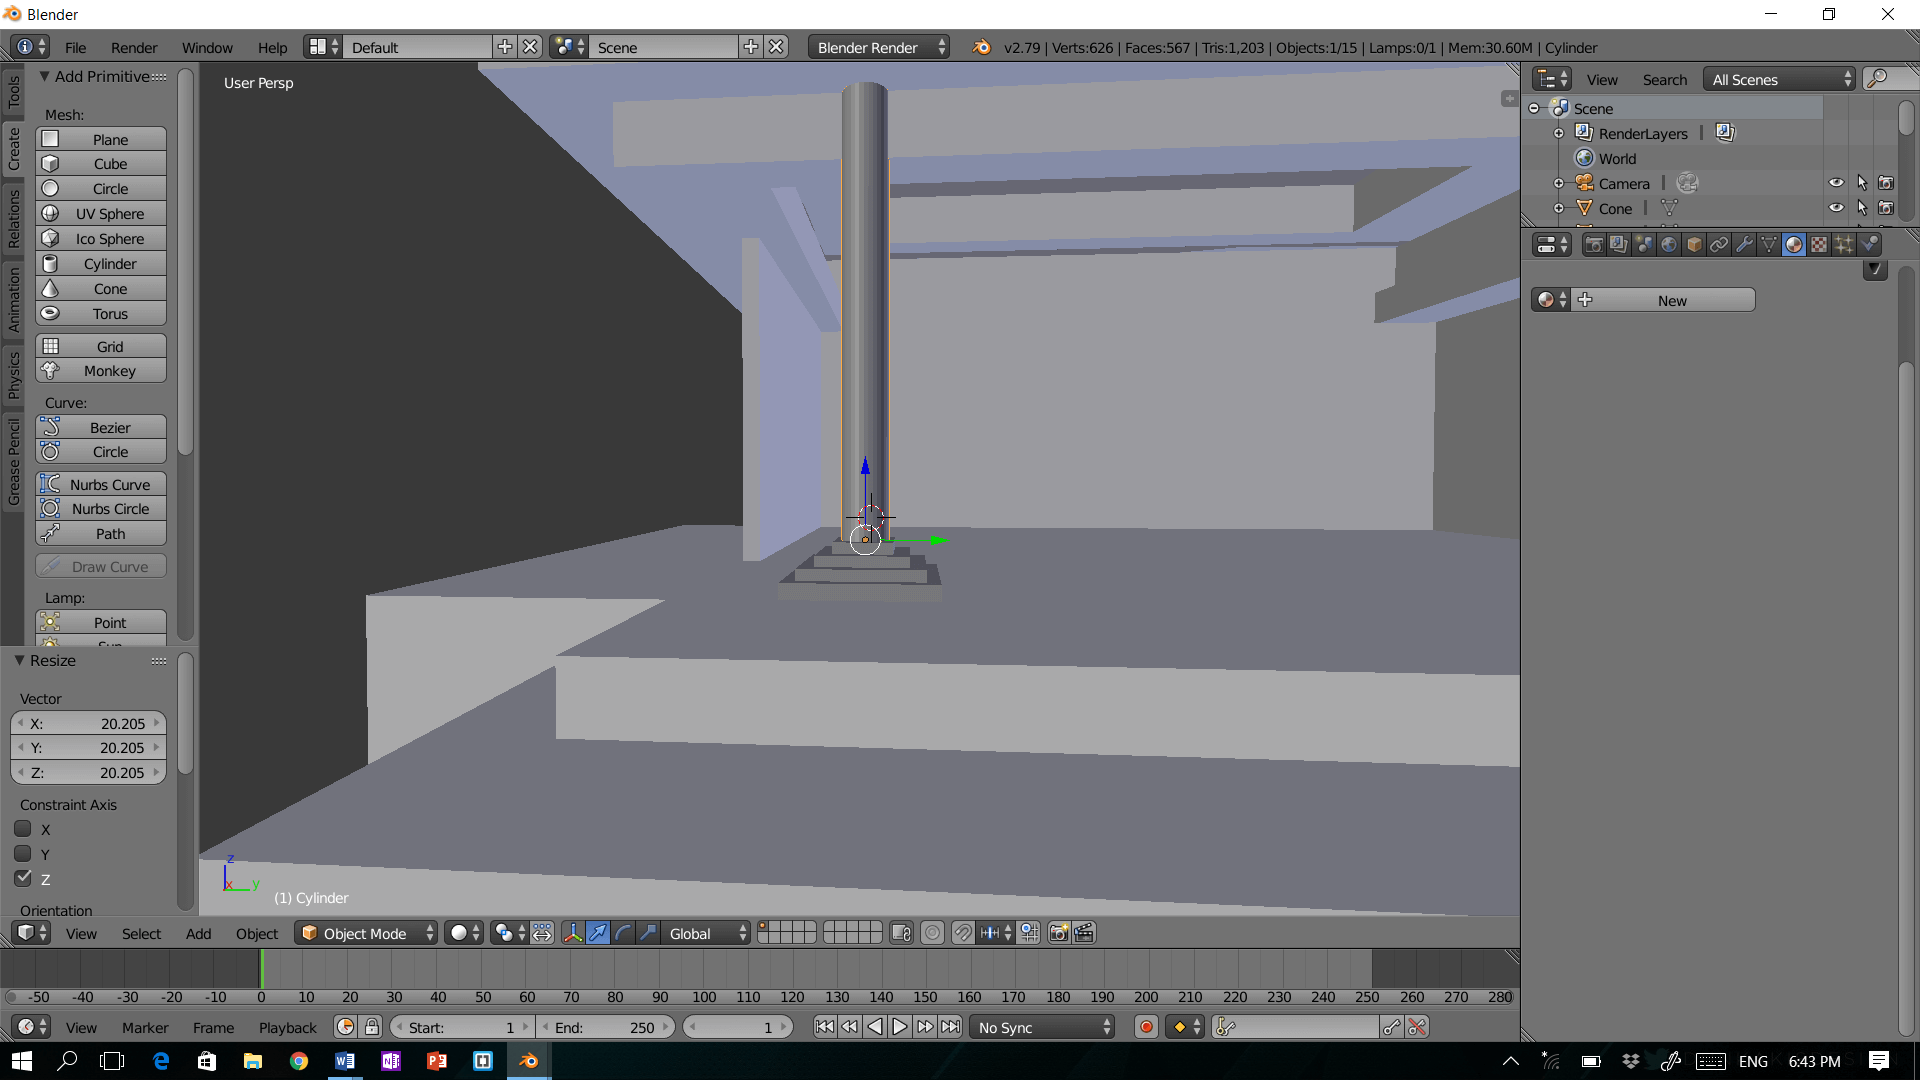 Blender
File Render Window Help Default Scene Blender Render v2.79 | Verts:626 | Faces:567 | Tris:1,203 | Objects:1/15 | Lamps:0/1 | Mem:30.60M | Cylinder
Tools
Create
Relations
Animation
Physics
Grease Pencil
Add Primitive
Mesh:
Plane
Cube
Circle
UV Sphere
Ico Sphere
Cylinder
Cone
Torus
Grid
Monkey
Curve:
Bezier
Circle
Nurbs Curve
Nurbs Circle
Path
Draw Curve
Lamp:
Point
Sun
Resize
Vector
X: 20.205
Y: 20.205
Z: 20.205
Constraint Axis
X
Y
Z
Orientation
User Persp
z
x y
(1) Cylinder
View Search All Scenes
Scene
RenderLayers
World
Camera
Cone
New
View Select Add Object Object Mode Global
-50 -40 -30 -20 -10 0 10 20 30 40 50 60 70 80 90 100 110 120 130 140 150 160 170 180 190 200 210 220 230 240 250 260 270 280
View Marker Frame Playback Start: 1 End: 250 1 No Sync
ENG 6:43 PM